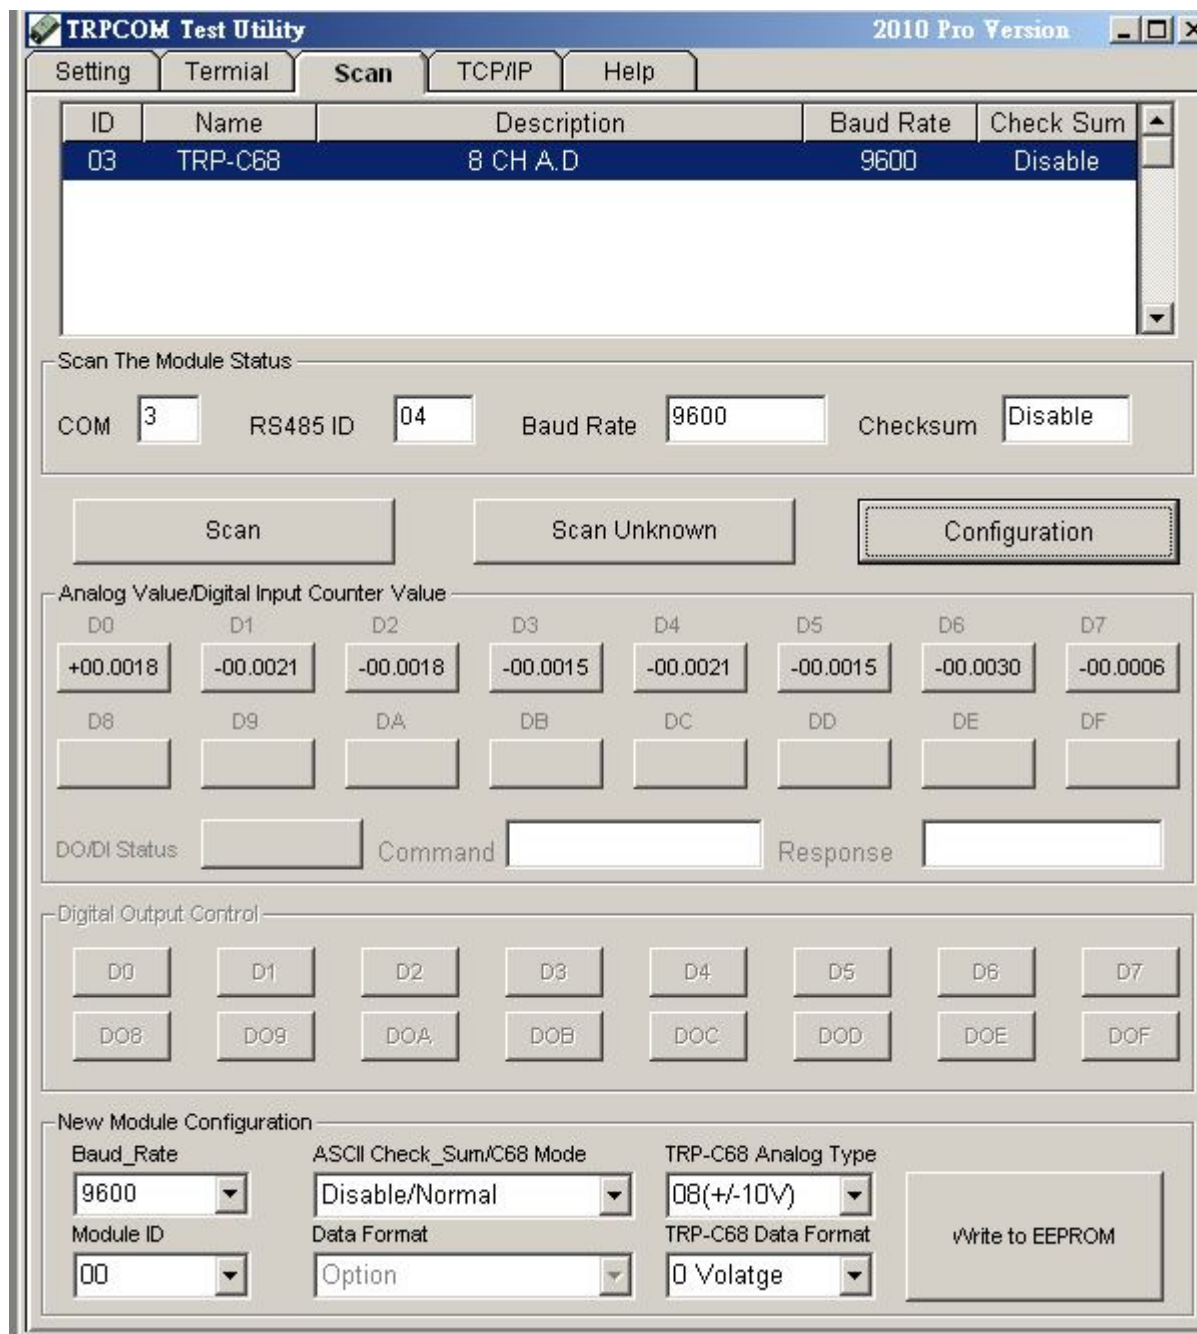 TRPCOM Test Utility 2010 Pro Version
Setting Termial Scan TCP/IP Help
ID Name Description Baud Rate Check Sum
03 TRP-C68 8 CH A.D 9600 Disable
Scan The Module Status
COM 3 RS485 ID 04 Baud Rate 9600 Checksum Disable
Scan Scan Unknown Configuration
Analog Value/Digital Input Counter Value
D0 D1 D2 D3 D4 D5 D6 D7
+00.0018 -00.0021 -00.0018 -00.0015 -00.0021 -00.0015 -00.0030 -00.0006
D8 D9 DA DB DC DD DE DF
DO/DI Status Command Response
Digital Output Control
D0 D1 D2 D3 D4 D5 D6 D7
DO8 DO9 DOA DOB DOC DOD DOE DOF
New Module Configuration
Baud_Rate ASCII Check_Sum/C68 Mode TRP-C68 Analog Type
9600 Disable/Normal 08(+/-10V)
Module ID Data Format TRP-C68 Data Format Write to EEPROM
00 Option 0 Volatge